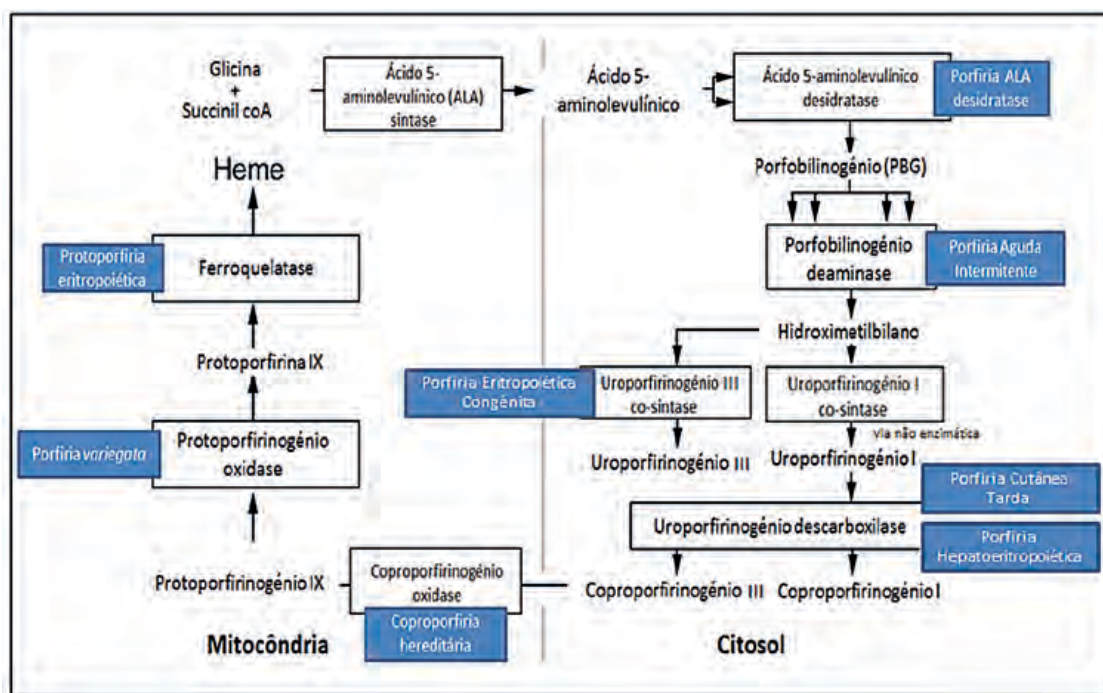 Glicina
+
Succinil coA
Ácido 5-
aminolevulínico (ALA)
sintase
Ácido 5-
aminolevulínico
Ácido 5-aminolevulínico
desidratase
Porfiria ALA
desidratase
Porfobilinogénio (PBG)
Porfobilinogénio
deaminase
Porfiria Aguda
Intermitente
Hidroximetilbilano
Porfiria Eritropoiética
Congénita
Uroporfirinogénio III
co-sintase
Uroporfirinogénio I
co-sintase
Via não enzimática
Uroporfirinogénio III
Uroporfirinogénio I
Porfiria Cutânea
Tarda
Uroporfirinogénio descarboxilase
Porfiria
Hepatoeritropoiética
Coproporfirinogénio III
Coproporfirinogénio I
Citosol
Heme
Protoporfiria
eritropoiética
Ferroquelatase
Protoporfirina IX
Porfiria variegata
Protoporfirinogénio
oxidase
Protoporfirinogénio IX
Coproporfirinogénio
oxidase
Coproporfiria
hereditária
Mitocôndria